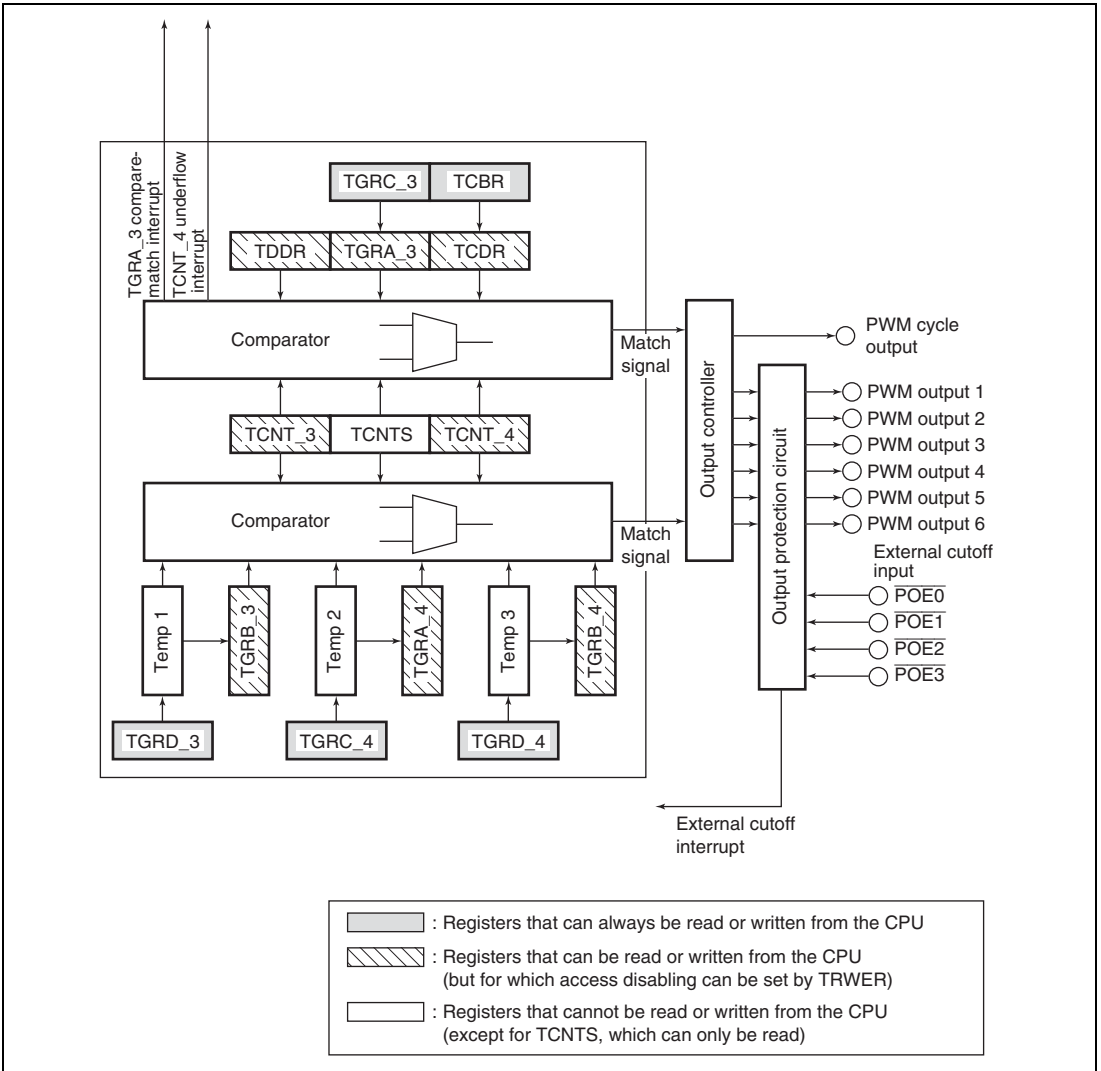 TGRA_3 compare-
match interrupt
TCNT_4 underflow
interrupt
TGRC_3
TCBR
TDDR
TGRA_3
TCDR
Comparator
Match
signal
PWM cycle
output
Output controller
Output protection circuit
PWM output 1
PWM output 2
PWM output 3
PWM output 4
PWM output 5
PWM output 6
TCNT_3
TCNTS
TCNT_4
Comparator
Match
signal
External cutoff
input
POE0
POE1
POE2
POE3
Temp 1
TGRB_3
Temp 2
TGRA_4
Temp 3
TGRB_4
TGRD_3
TGRC_4
TGRD_4
External cutoff
interrupt
: Registers that can always be read or written from the CPU
: Registers that can be read or written from the CPU
(but for which access disabling can be set by TRWER)
: Registers that cannot be read or written from the CPU
(except for TCNTS, which can only be read)